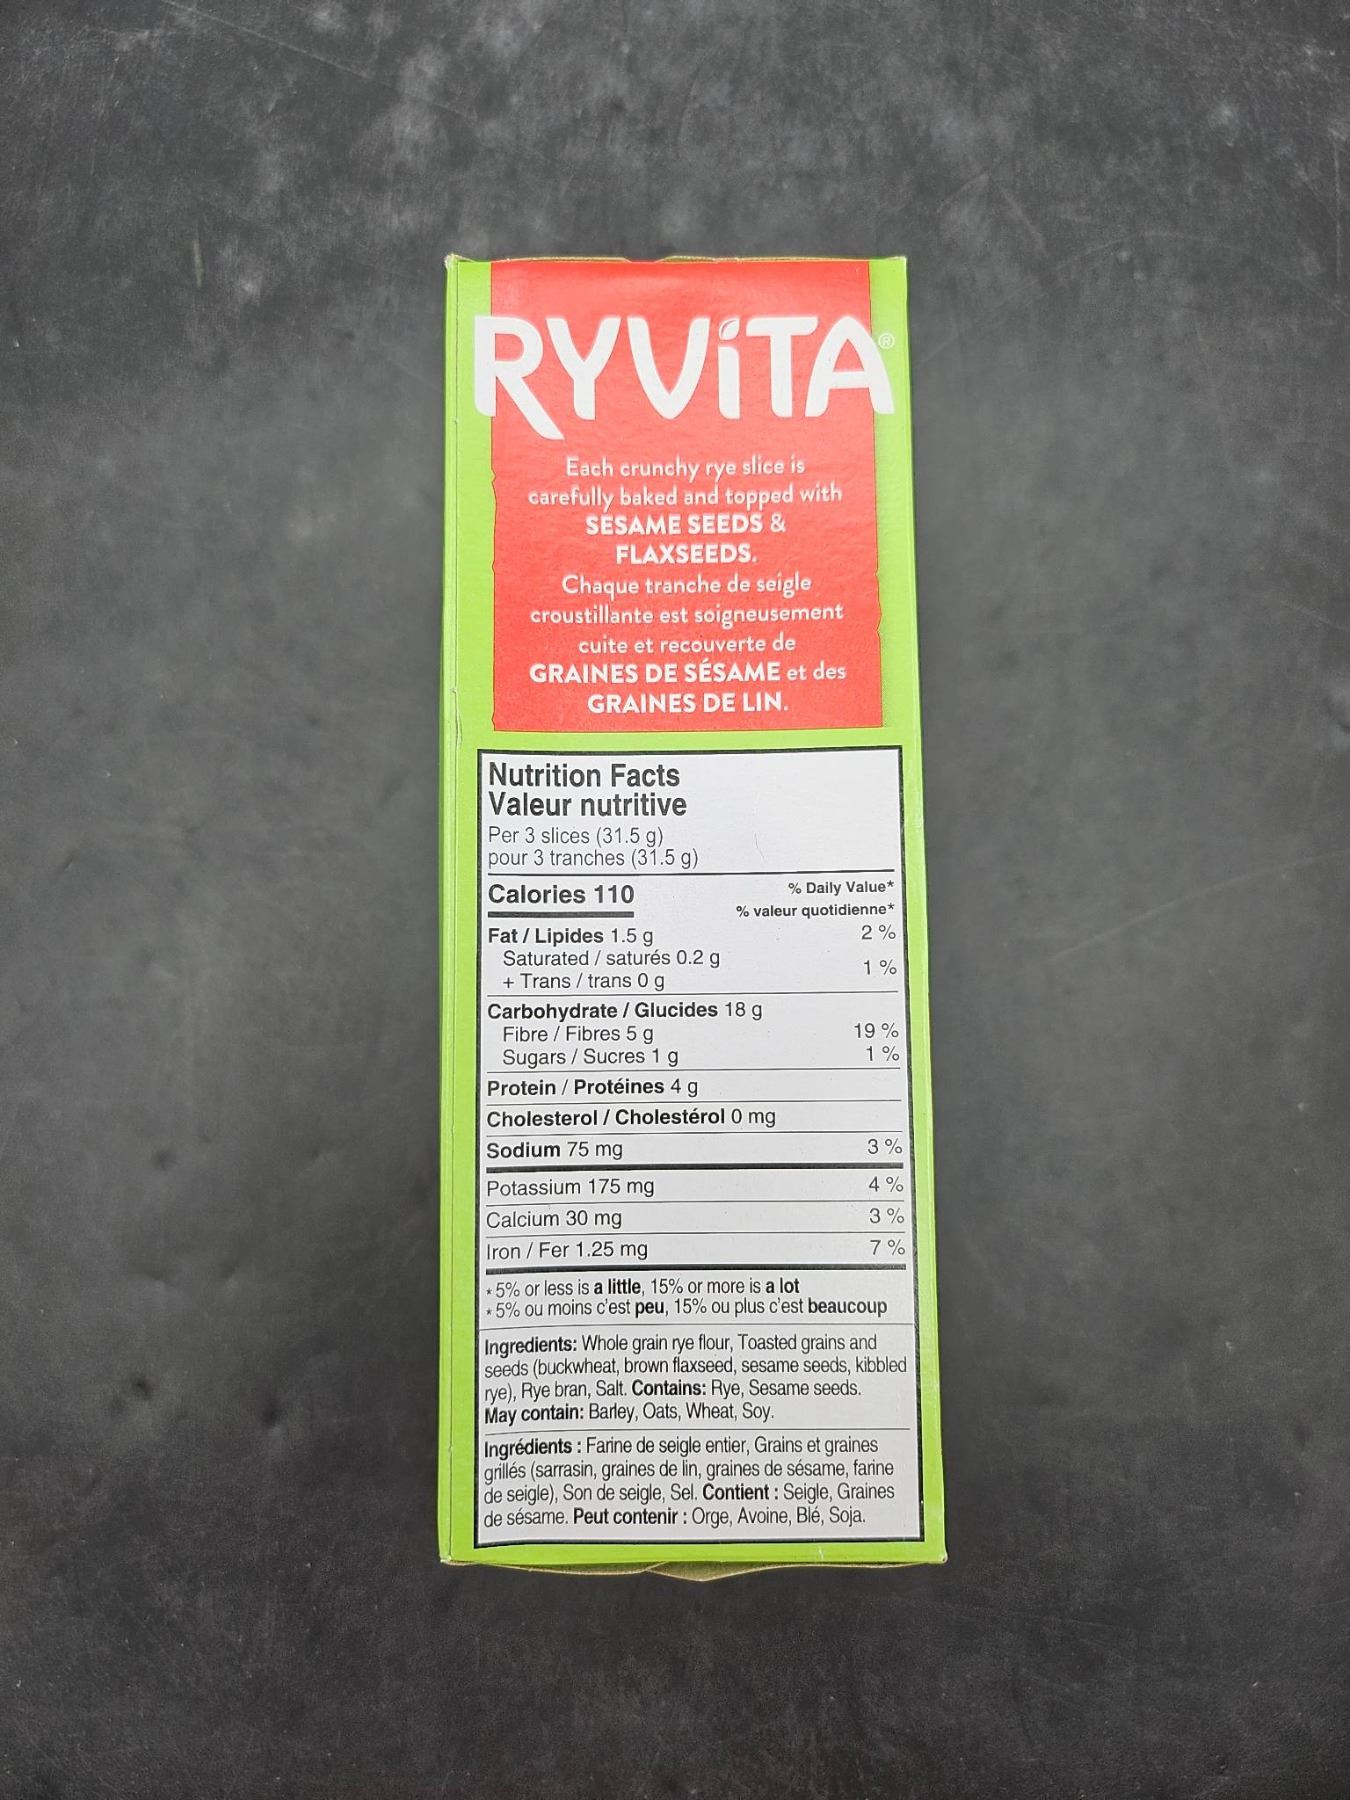 RYVITA®
Each crunchy rye slice is
carefully baked and topped with
SESAME SEEDS &
FLAXSEEDS.
Chaque tranche de seigle
croustillante est soigneusement
cuite et recouverte de
GRAINES DE SÉSAME et des
GRAINES DE LIN.
Nutrition Facts
Valeur nutritive
Per 3 slices (31.5 g)
pour 3 tranches (31.5 g)
Calories 110 % Daily Value*
% valeur quotidienne*
Fat / Lipides 1.5 g 2 %
Saturated / saturés 0.2 g
+ Trans / trans 0 g 1 %
Carbohydrate / Glucides 18 g
Fibre / Fibres 5 g 19 %
Sugars / Sucres 1 g 1 %
Protein / Protéines 4 g
Cholesterol / Cholestérol 0 mg
Sodium 75 mg 3 %
Potassium 175 mg 4 %
Calcium 30 mg 3 %
Iron / Fer 1.25 mg 7 %
* 5% or less is a little, 15% or more is a lot
* 5% ou moins c'est peu, 15% ou plus c'est beaucoup
Ingredients: Whole grain rye flour, Toasted grains and
seeds (buckwheat, brown flaxseed, sesame seeds, kibbled
rye), Rye bran, Salt. Contains: Rye, Sesame seeds.
May contain: Barley, Oats, Wheat, Soy.
Ingrédients : Farine de seigle entier, Grains et graines
grillés (sarrasin, graines de lin, graines de sésame, farine
de seigle), Son de seigle, Sel. Contient : Seigle, Graines
de sésame. Peut contenir : Orge, Avoine, Blé, Soja.